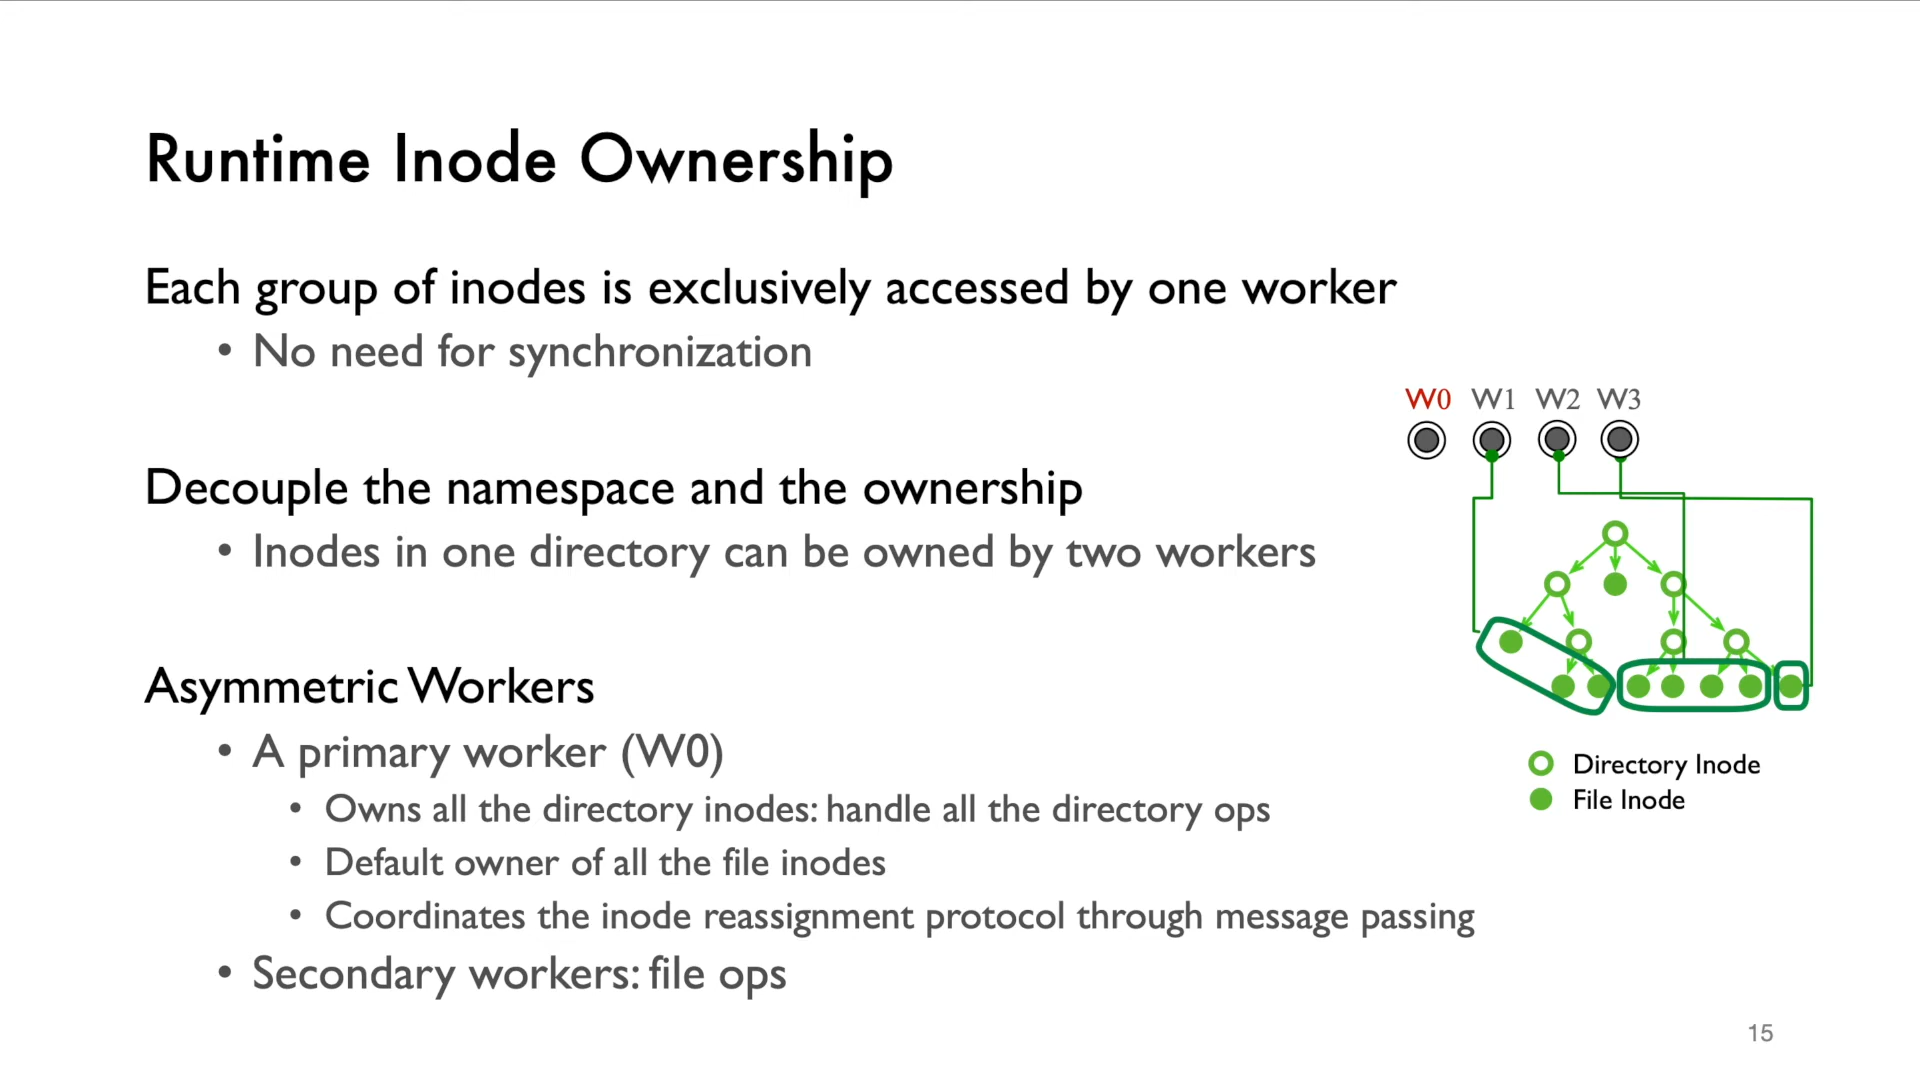 Runtime Inode Ownership
Each group of inodes is exclusively accessed by one worker
• No need for synchronization
Decouple the namespace and the ownership
• Inodes in one directory can be owned by two workers
Asymmetric Workers
• A primary worker (W0)
• Owns all the directory inodes: handle all the directory ops
• Default owner of all the file inodes
• Coordinates the inode reassignment protocol through message passing
• Secondary workers: file ops
W0 W1 W2 W3
Directory Inode
File Inode
15